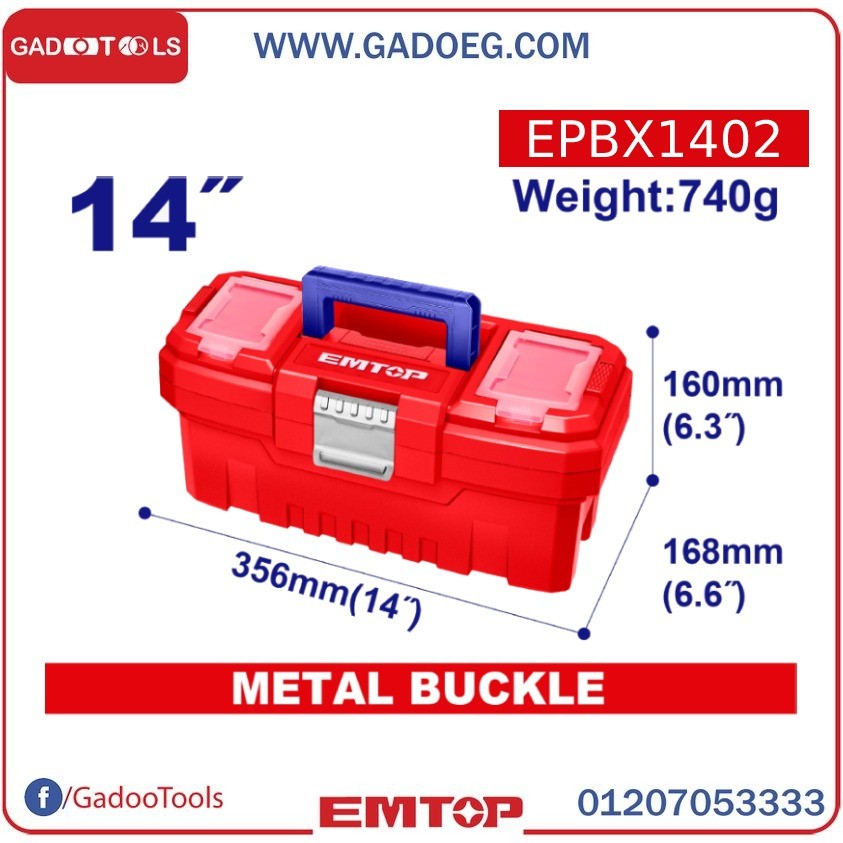 GADOOTOOLS
WWW.GADOEG.COM
EPBX1402
Weight:740g
14″
EMTOP
160mm
(6.3″)
168mm
(6.6″)
356mm(14″)
METAL BUCKLE
f/GadooTools
EMTOP
01207053333